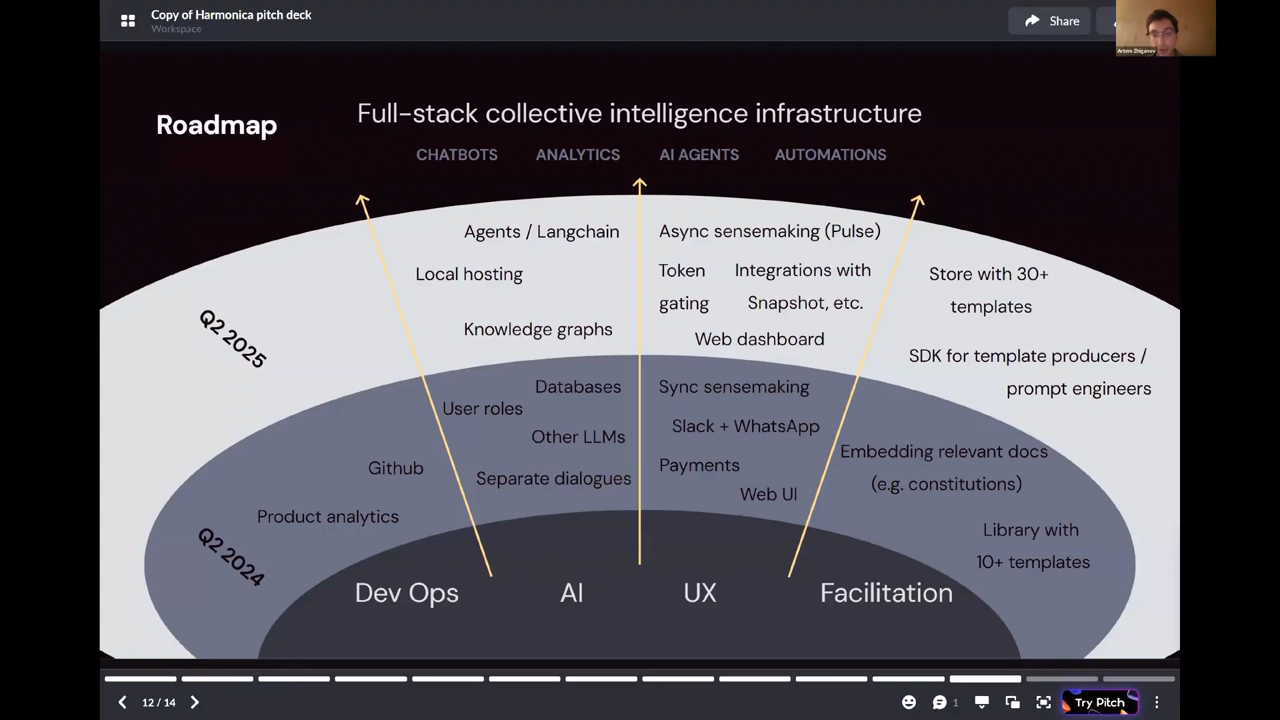 Copy of Harmonica pitch deck
Workspace
Share
Artem Zhiganov
Roadmap
Full-stack collective intelligence infrastructure
CHATBOTS ANALYTICS AI AGENTS AUTOMATIONS
Agents / Langchain
Local hosting
Knowledge graphs
Async sensemaking (Pulse)
Token
gating
Integrations with
Snapshot, etc.
Web dashboard
Store with 30+
templates
SDK for template producers /
prompt engineers
Q2 2025
Databases
User roles
Other LLMs
Github
Separate dialogues
Product analytics
Sync sensemaking
Slack + WhatsApp
Payments
Web UI
Embedding relevant docs
(e.g. constitutions)
Library with
10+ templates
Q2 2024
Dev Ops AI UX Facilitation
12 / 14
1
Try Pitch